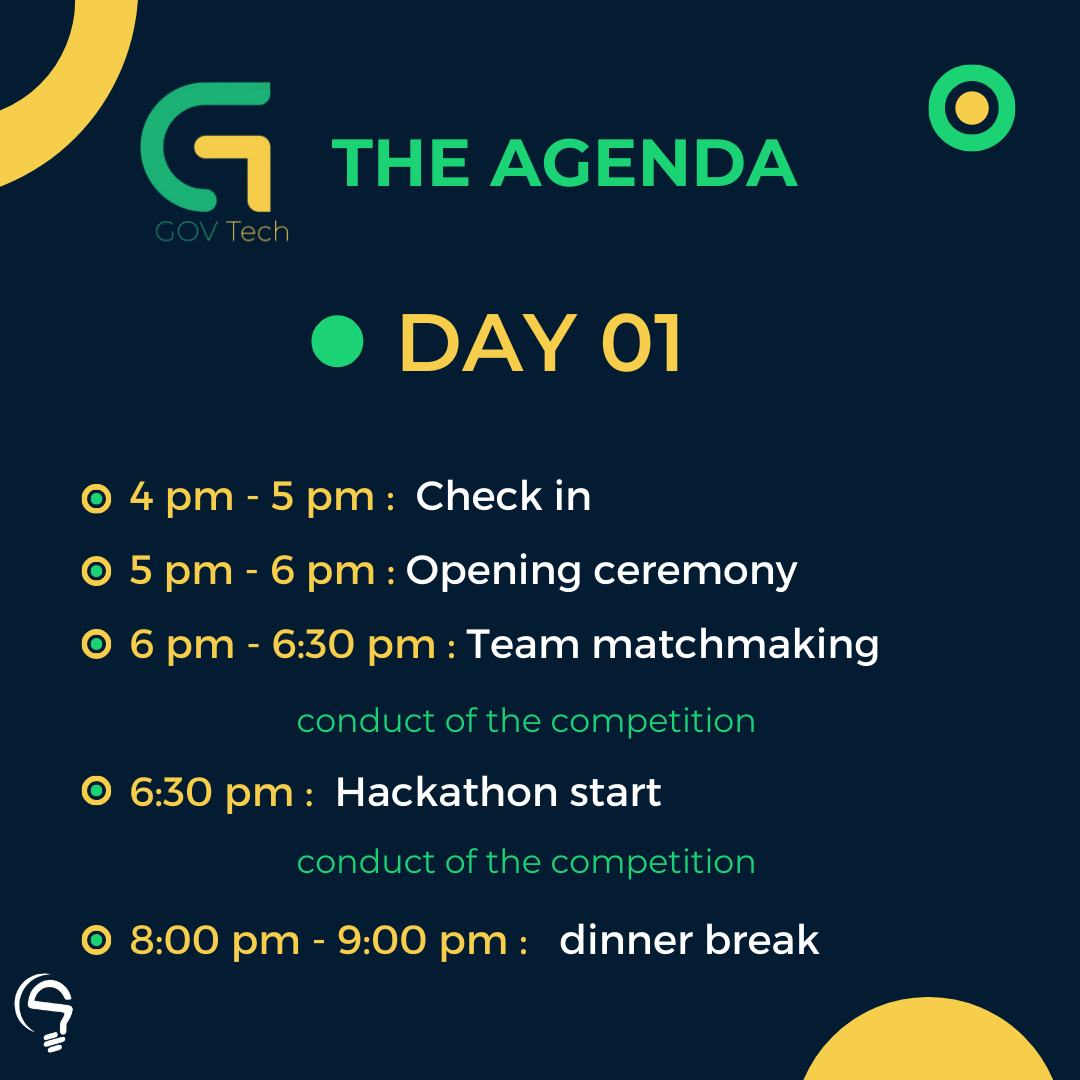 THE AGENDA
GOV Tech
DAY 01
4 pm - 5 pm : Check in
5 pm - 6 pm : Opening ceremony
6 pm - 6:30 pm : Team matchmaking
conduct of the competition
6:30 pm : Hackathon start
conduct of the competition
8:00 pm - 9:00 pm : dinner break